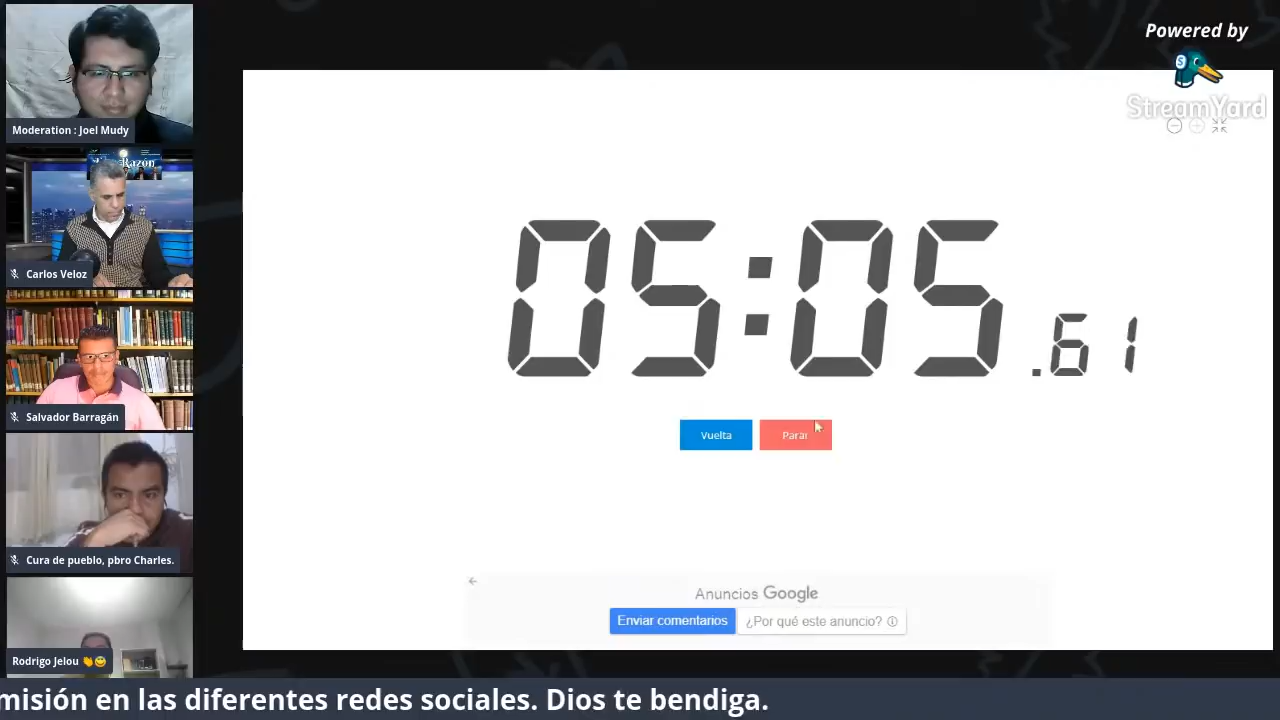 Powered by
StreamYard
Moderation : Joel Mudy
Razón
Carlos Veloz
Salvador Barragán
Cura de pueblo, pbro Charles.
Rodrigo Jelou 👏😊
05:05.61
Vuelta
Parar
Anuncios Google
Enviar comentarios
¿Por qué este anuncio?
misión en las diferentes redes sociales. Dios te bendiga.